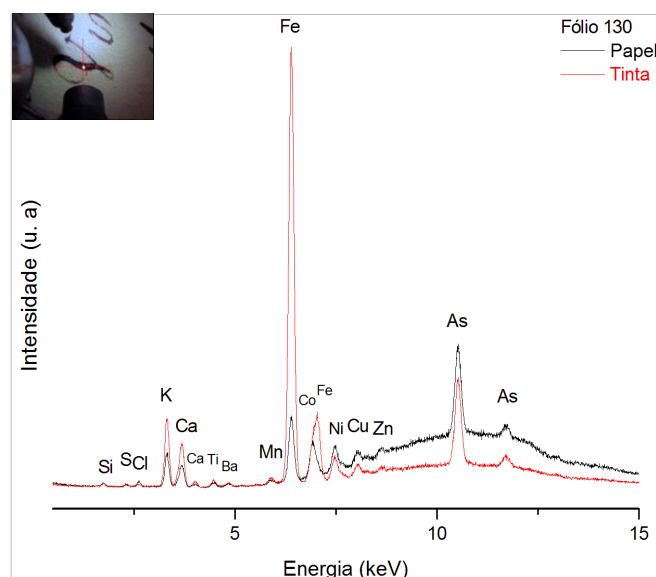 Fólio 130
Papel
Tinta
Fe
As
K
Ca
Co Fe
As
Ni Cu Zn
Mn
Si S Cl Ca Ti Ba
Intensidade (u. a)
5 10 15
Energia (keV)